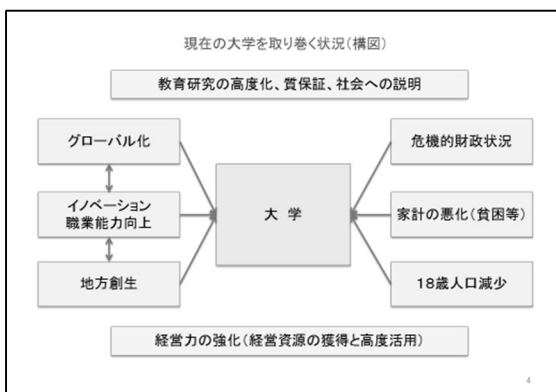 現在の大学を取り巻く状況(構図)
教育研究の高度化、質保証、社会への説明
グローバル化
イノベーション
職業能力向上
地方創生
大 学
危機的財政状況
家計の悪化(貧困等)
18歳人口減少
経営力の強化(経営資源の獲得と高度活用)
4